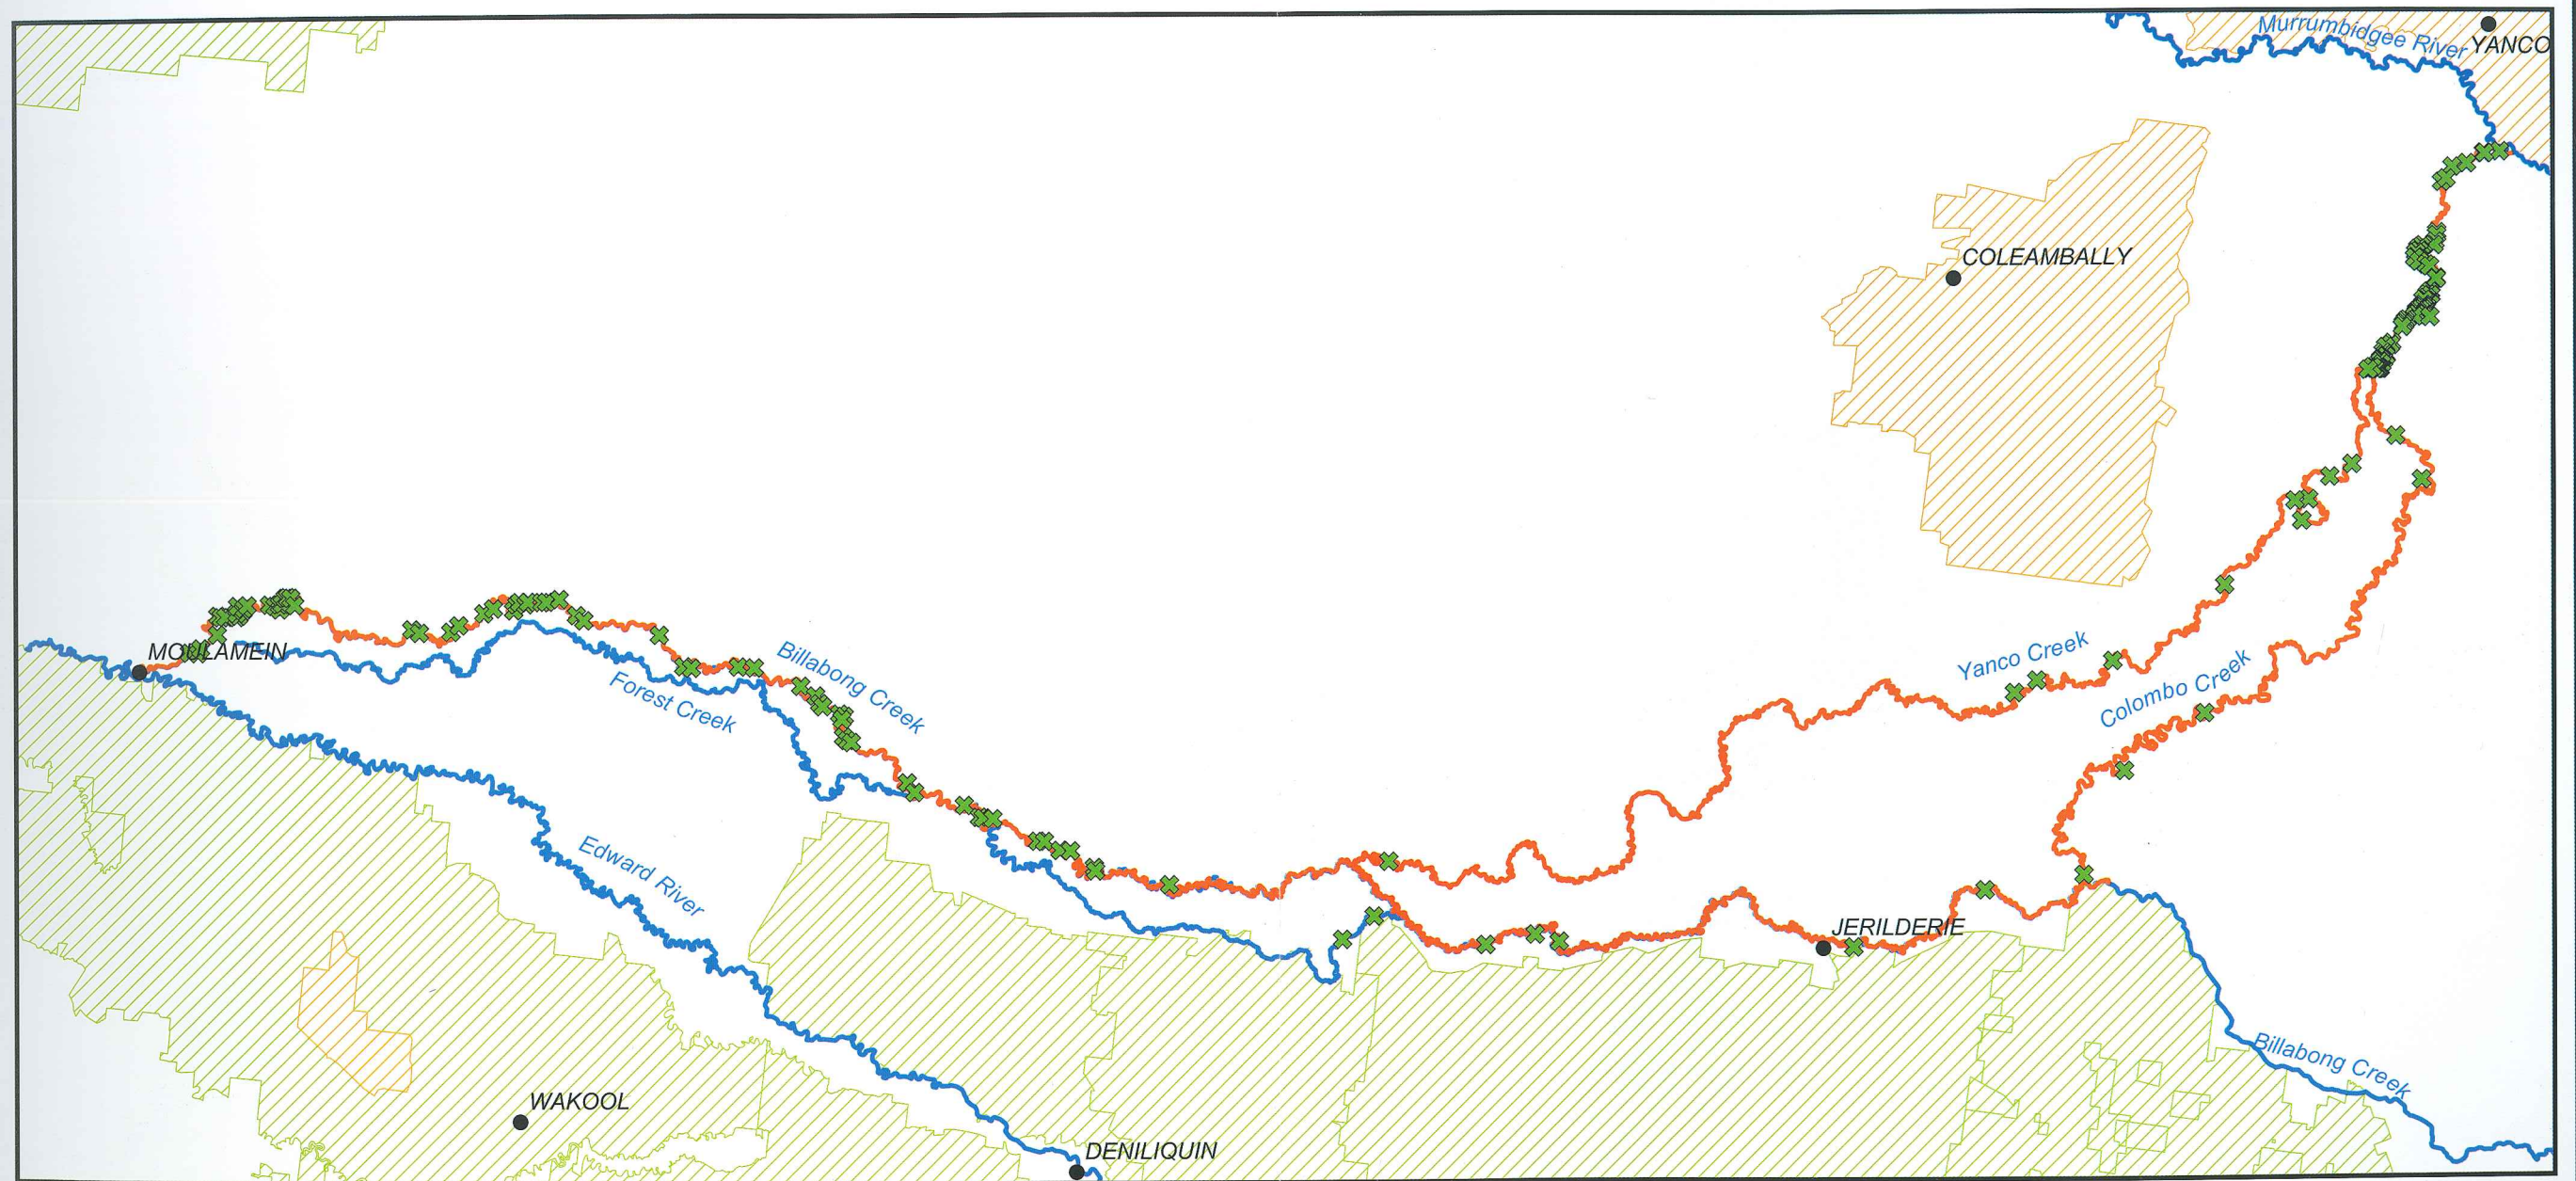 Murrumbidgee River
YANCO
COLEAMBALLY
MOULAMEIN
Billabong Creek
Forest Creek
Yanco Creek
Colombo Creek
Edward River
JERILDERIE
Billabong Creek
WAKOOL
DENILIQUIN